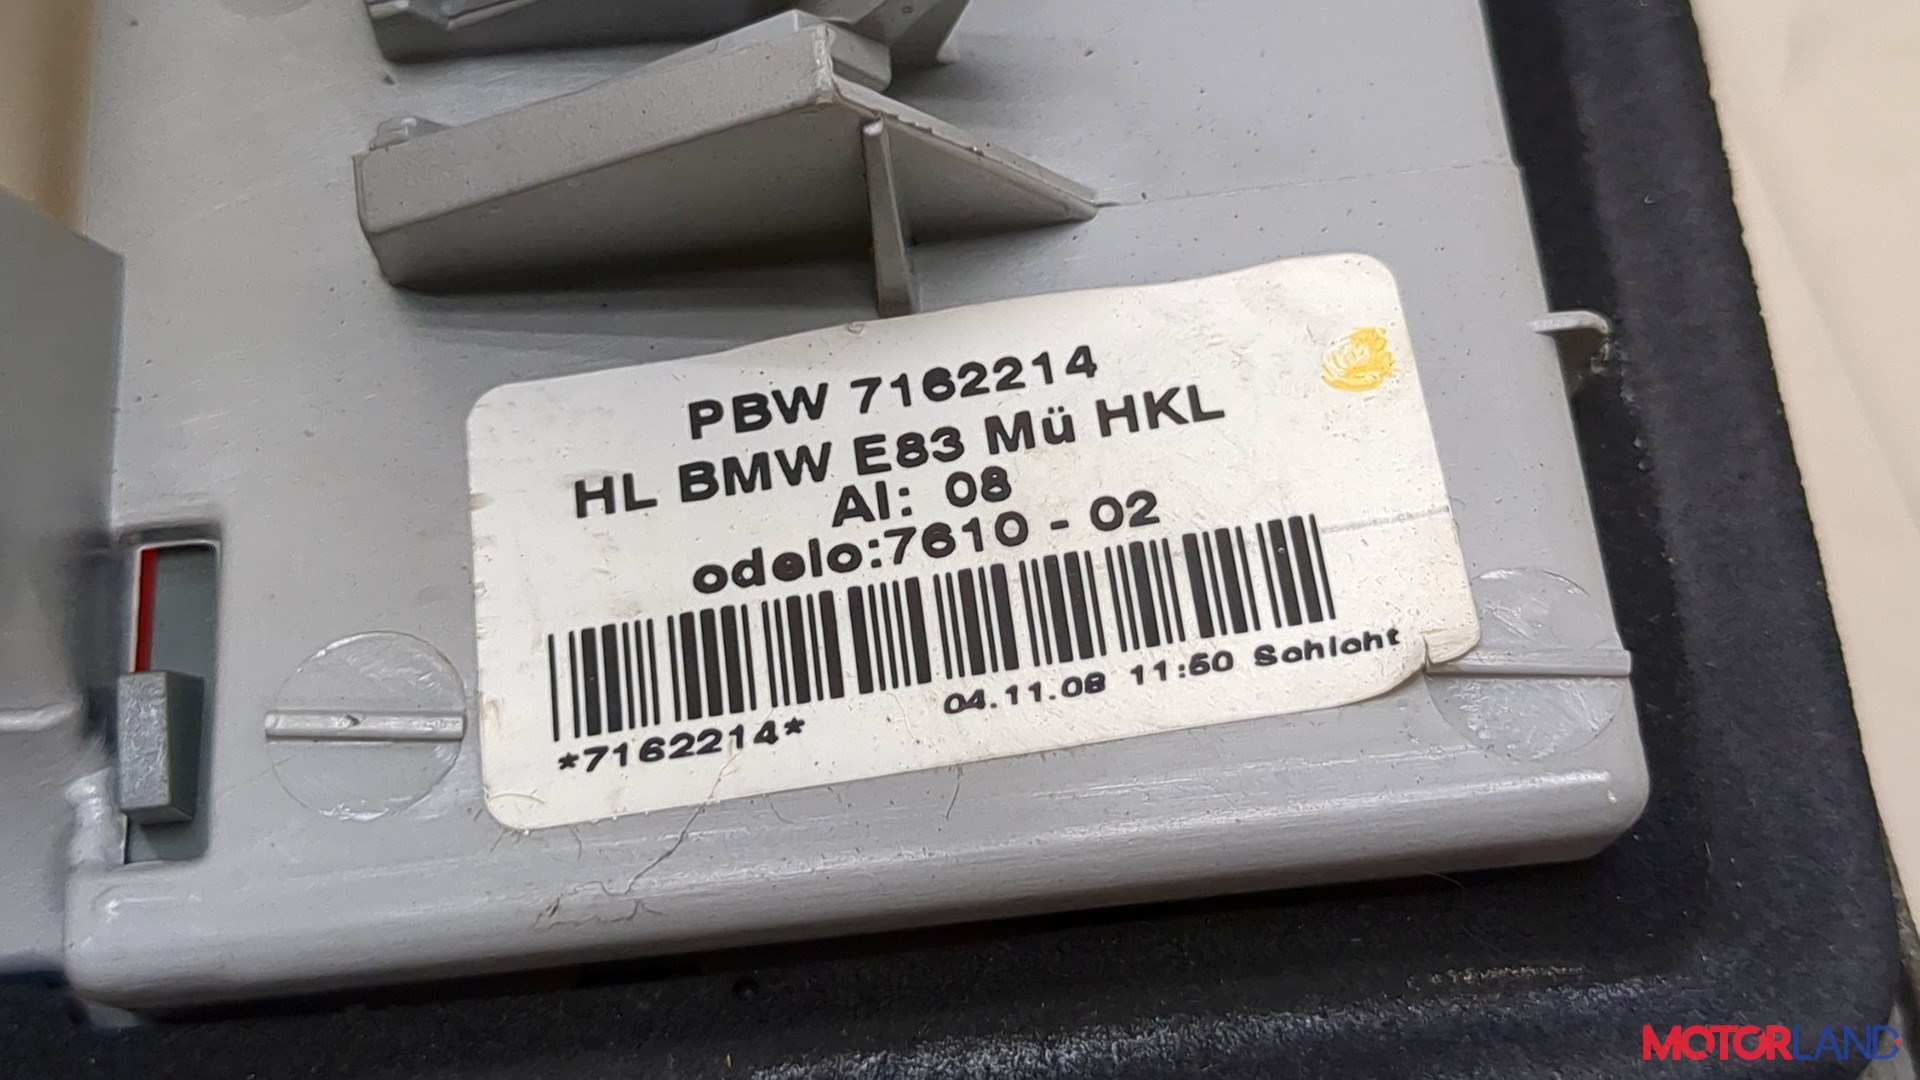 PBW 7162214
HL BMW E83 Mü HKL
AI: 08
odelo:7610 - 02
*7162214*
04.11.08 11:50 Schicht
MOTORLAND